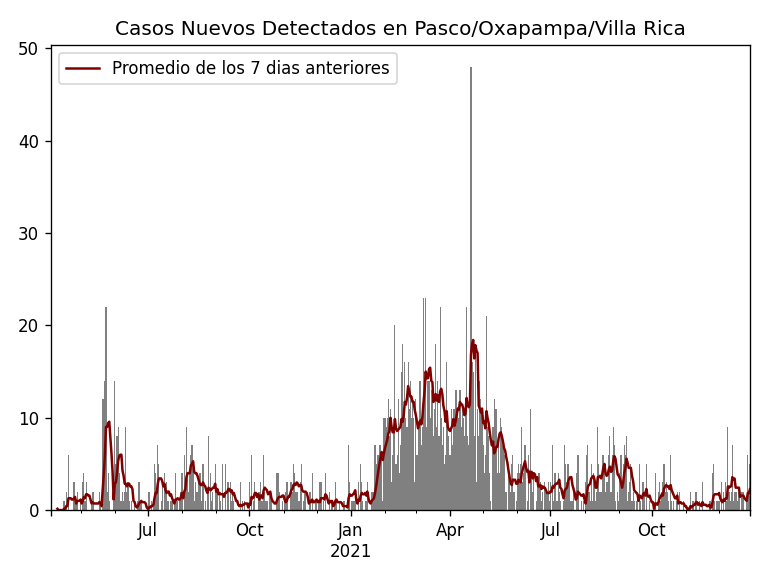 Casos Nuevos Detectados en Pasco/Oxapampa/Villa Rica
Promedio de los 7 dias anteriores
50
40
30
20
10
0
Jul
Oct
Jan
2021
Apr
Jul
Oct